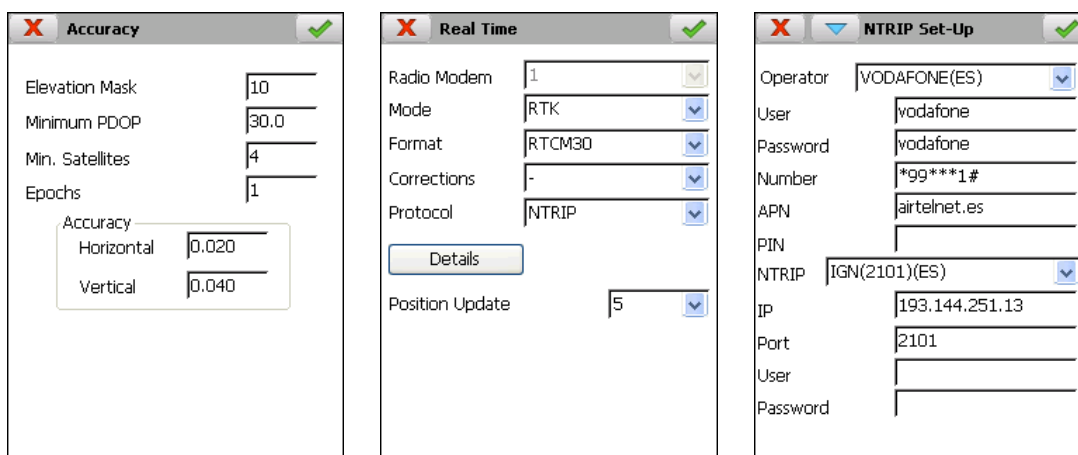 Accuracy
Elevation Mask 10
Minimum PDOP 30.0
Min. Satellites 4
Epochs 1
Accuracy
Horizontal 0.020
Vertical 0.040
Real Time
Radio Modem 1
Mode RTK
Format RTCM30
Corrections -
Protocol NTRIP
Details
Position Update 5
NTRIP Set-Up
Operator VODAFONE(ES)
User vodafone
Password vodafone
Number *99***1#
APN airtelnet.es
PIN
NTRIP IGN(2101)(ES)
IP 193.144.251.13
Port 2101
User
Password